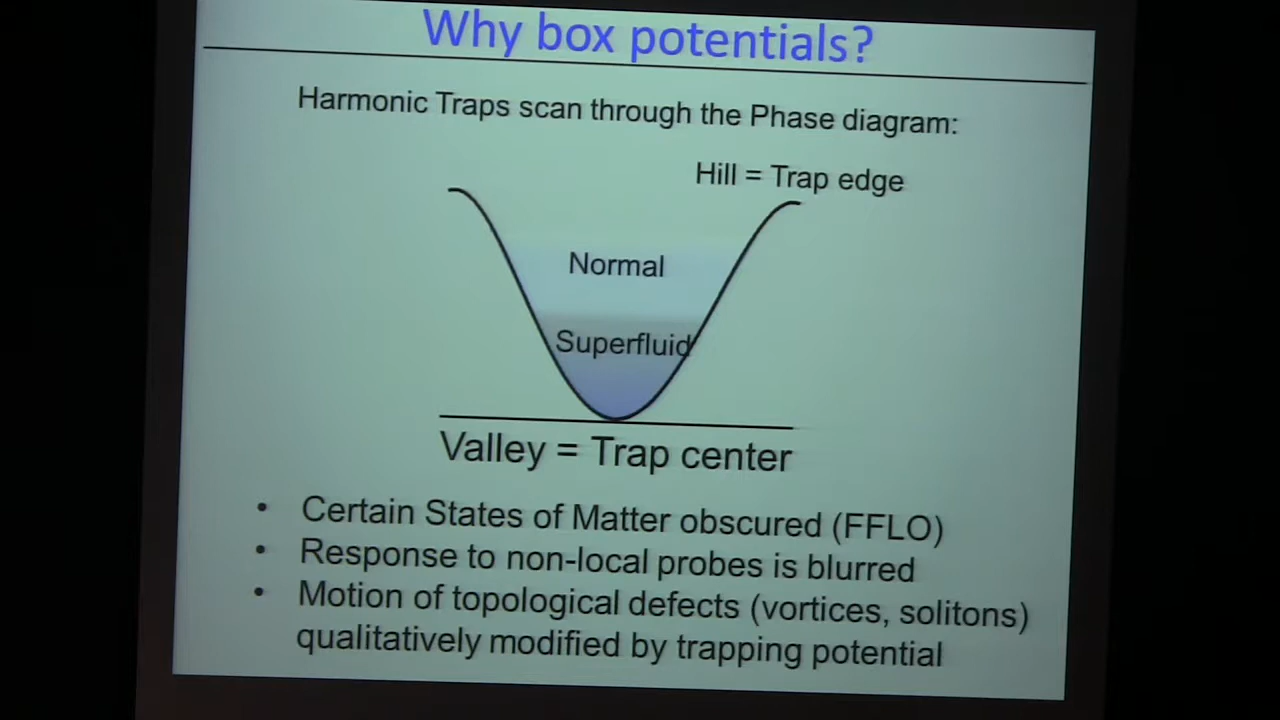 Why box potentials?
Harmonic Traps scan through the Phase diagram:
Hill = Trap edge
Normal
Superfluid
Valley = Trap center
• Certain States of Matter obscured (FFLO)
• Response to non-local probes is blurred
• Motion of topological defects (vortices, solitons)
qualitatively modified by trapping potential